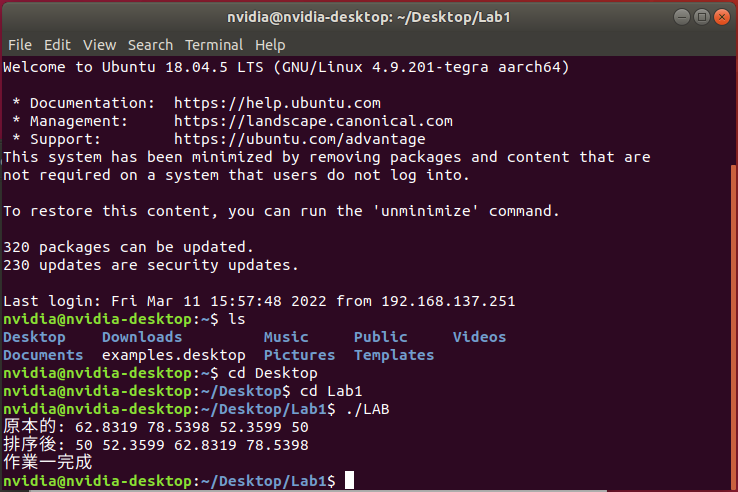 nvidia@nvidia-desktop: ~/Desktop/Lab1
File Edit View Search Terminal Help
Welcome to Ubuntu 18.04.5 LTS (GNU/Linux 4.9.201-tegra aarch64)
* Documentation:  https://help.ubuntu.com
* Management:     https://landscape.canonical.com
* Support:        https://ubuntu.com/advantage
This system has been minimized by removing packages and content that are
not required on a system that users do not log into.
To restore this content, you can run the 'unminimize' command.
320 packages can be updated.
230 updates are security updates.
Last login: Fri Mar 11 15:57:48 2022 from 192.168.137.251
nvidia@nvidia-desktop:~$ ls
Desktop    Downloads         Music     Public     Videos
Documents  examples.desktop  Pictures  Templates
nvidia@nvidia-desktop:~$ cd Desktop
nvidia@nvidia-desktop:~/Desktop$ cd Lab1
nvidia@nvidia-desktop:~/Desktop/Lab1$ ./LAB
原本的: 62.8319 78.5398 52.3599 50
排序後: 50 52.3599 62.8319 78.5398
作業一完成
nvidia@nvidia-desktop:~/Desktop/Lab1$